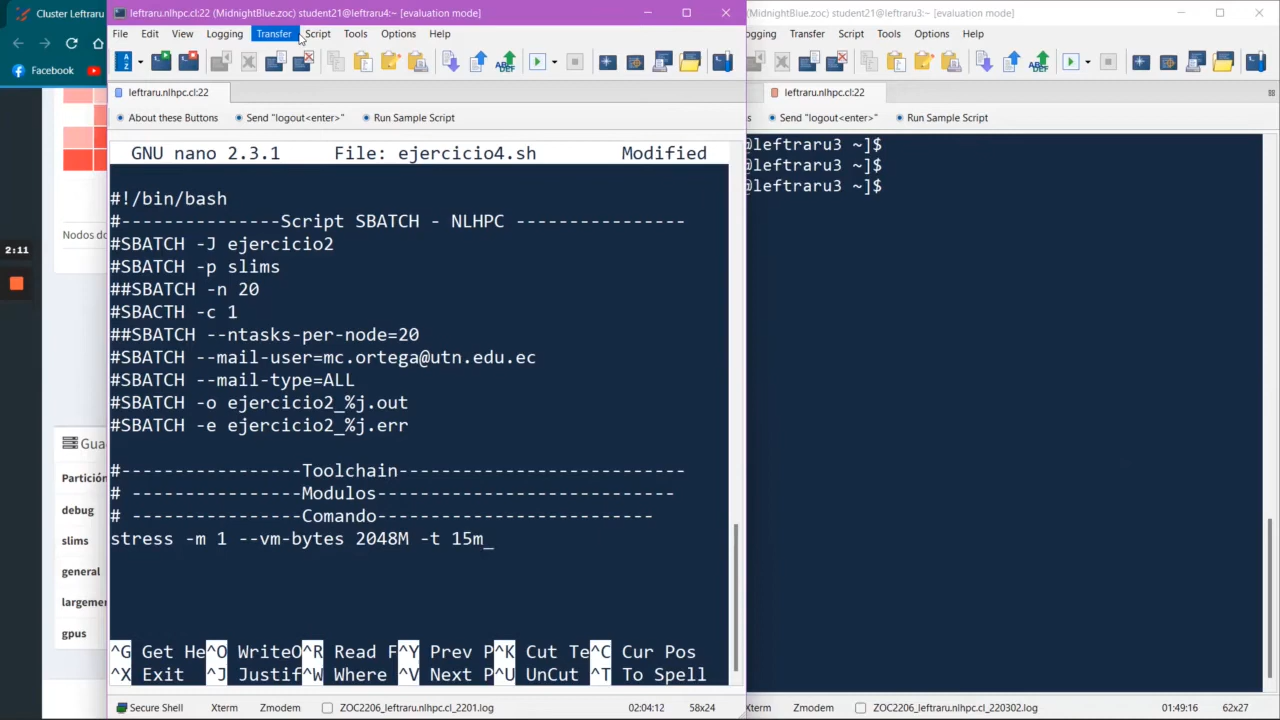 Cluster Leftraru
leftraru.nlhpc.cl:22 (MidnightBlue.zoc) student21@leftraru4:~ [evaluation mode]
(MidnightBlue.zoc) student21@leftraru3:~ [evaluation mode]
File Edit View Logging Transfer Script Tools Options Help
ogging Transfer Script Tools Options Help
Facebook
leftraru.nlhpc.cl:22
leftraru.nlhpc.cl:22
About these Buttons Send "logout<enter>" Run Sample Script
s Send "logout<enter>" Run Sample Script
GNU nano 2.3.1 File: ejercicio4.sh Modified
#!/bin/bash
#---------------Script SBATCH - NLHPC ----------------
#SBATCH -J ejercicio2
#SBATCH -p slims
##SBATCH -n 20
#SBACTH -c 1
##SBATCH --ntasks-per-node=20
#SBATCH --mail-user=mc.ortega@utn.edu.ec
#SBATCH --mail-type=ALL
#SBATCH -o ejercicio2_%j.out
#SBATCH -e ejercicio2_%j.err
#-----------------Toolchain---------------------------
# ----------------Modulos----------------------------
# ----------------Comando--------------------------
stress -m 1 --vm-bytes 2048M -t 15m_
^G Get He^O WriteO^R Read F^Y Prev P^K Cut Te^C Cur Pos
^X Exit ^J Justif^W Where ^V Next P^U UnCut ^T To Spell
Secure Shell Xterm Zmodem ZOC2206_leftraru.nlhpc.cl_2201.log 02:04:12 58x24
@leftraru3 ~]$
@leftraru3 ~]$
@leftraru3 ~]$
Xterm Zmodem ZOC2206_leftraru.nlhpc.cl_220302.log 01:49:16 62x27
2:11
Nodos do
Gua
Partición
debug
slims
general
largemen
gpus